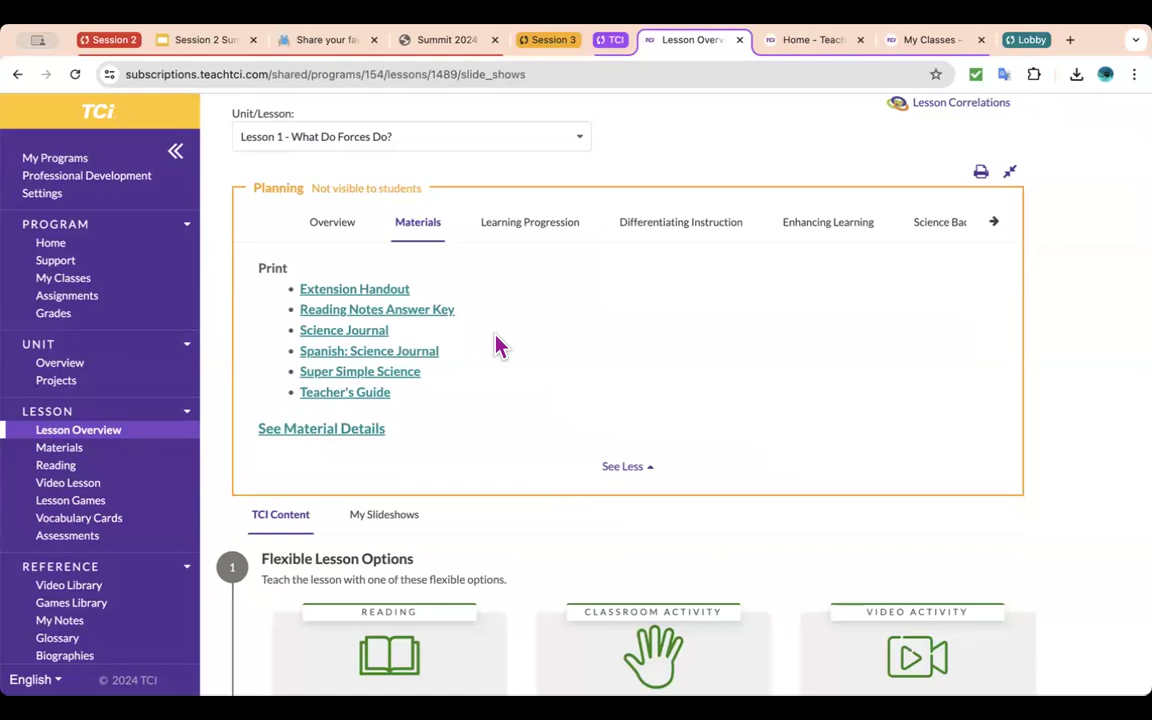 Session 2
Session 2 Sum
Share your fav
Summit 2024
Session 3
TCI
Lesson Overv
Home - Teach
My Classes -
Lobby
subscriptions.teachtci.com/shared/programs/154/lessons/1489/slide_shows
TCi
My Programs
Professional Development
Settings
PROGRAM
Home
Support
My Classes
Assignments
Grades
UNIT
Overview
Projects
LESSON
Lesson Overview
Materials
Reading
Video Lesson
Lesson Games
Vocabulary Cards
Assessments
REFERENCE
Video Library
Games Library
My Notes
Glossary
Biographies
English
© 2024 TCI
Unit/Lesson:
Lesson Correlations
Lesson 1 - What Do Forces Do?
Planning Not visible to students
Overview Materials Learning Progression Differentiating Instruction Enhancing Learning Science Bac
Print
• Extension Handout
• Reading Notes Answer Key
• Science Journal
• Spanish: Science Journal
• Super Simple Science
• Teacher's Guide
See Material Details
See Less
TCI Content My Slideshows
1 Flexible Lesson Options
Teach the lesson with one of these flexible options.
READING CLASSROOM ACTIVITY VIDEO ACTIVITY